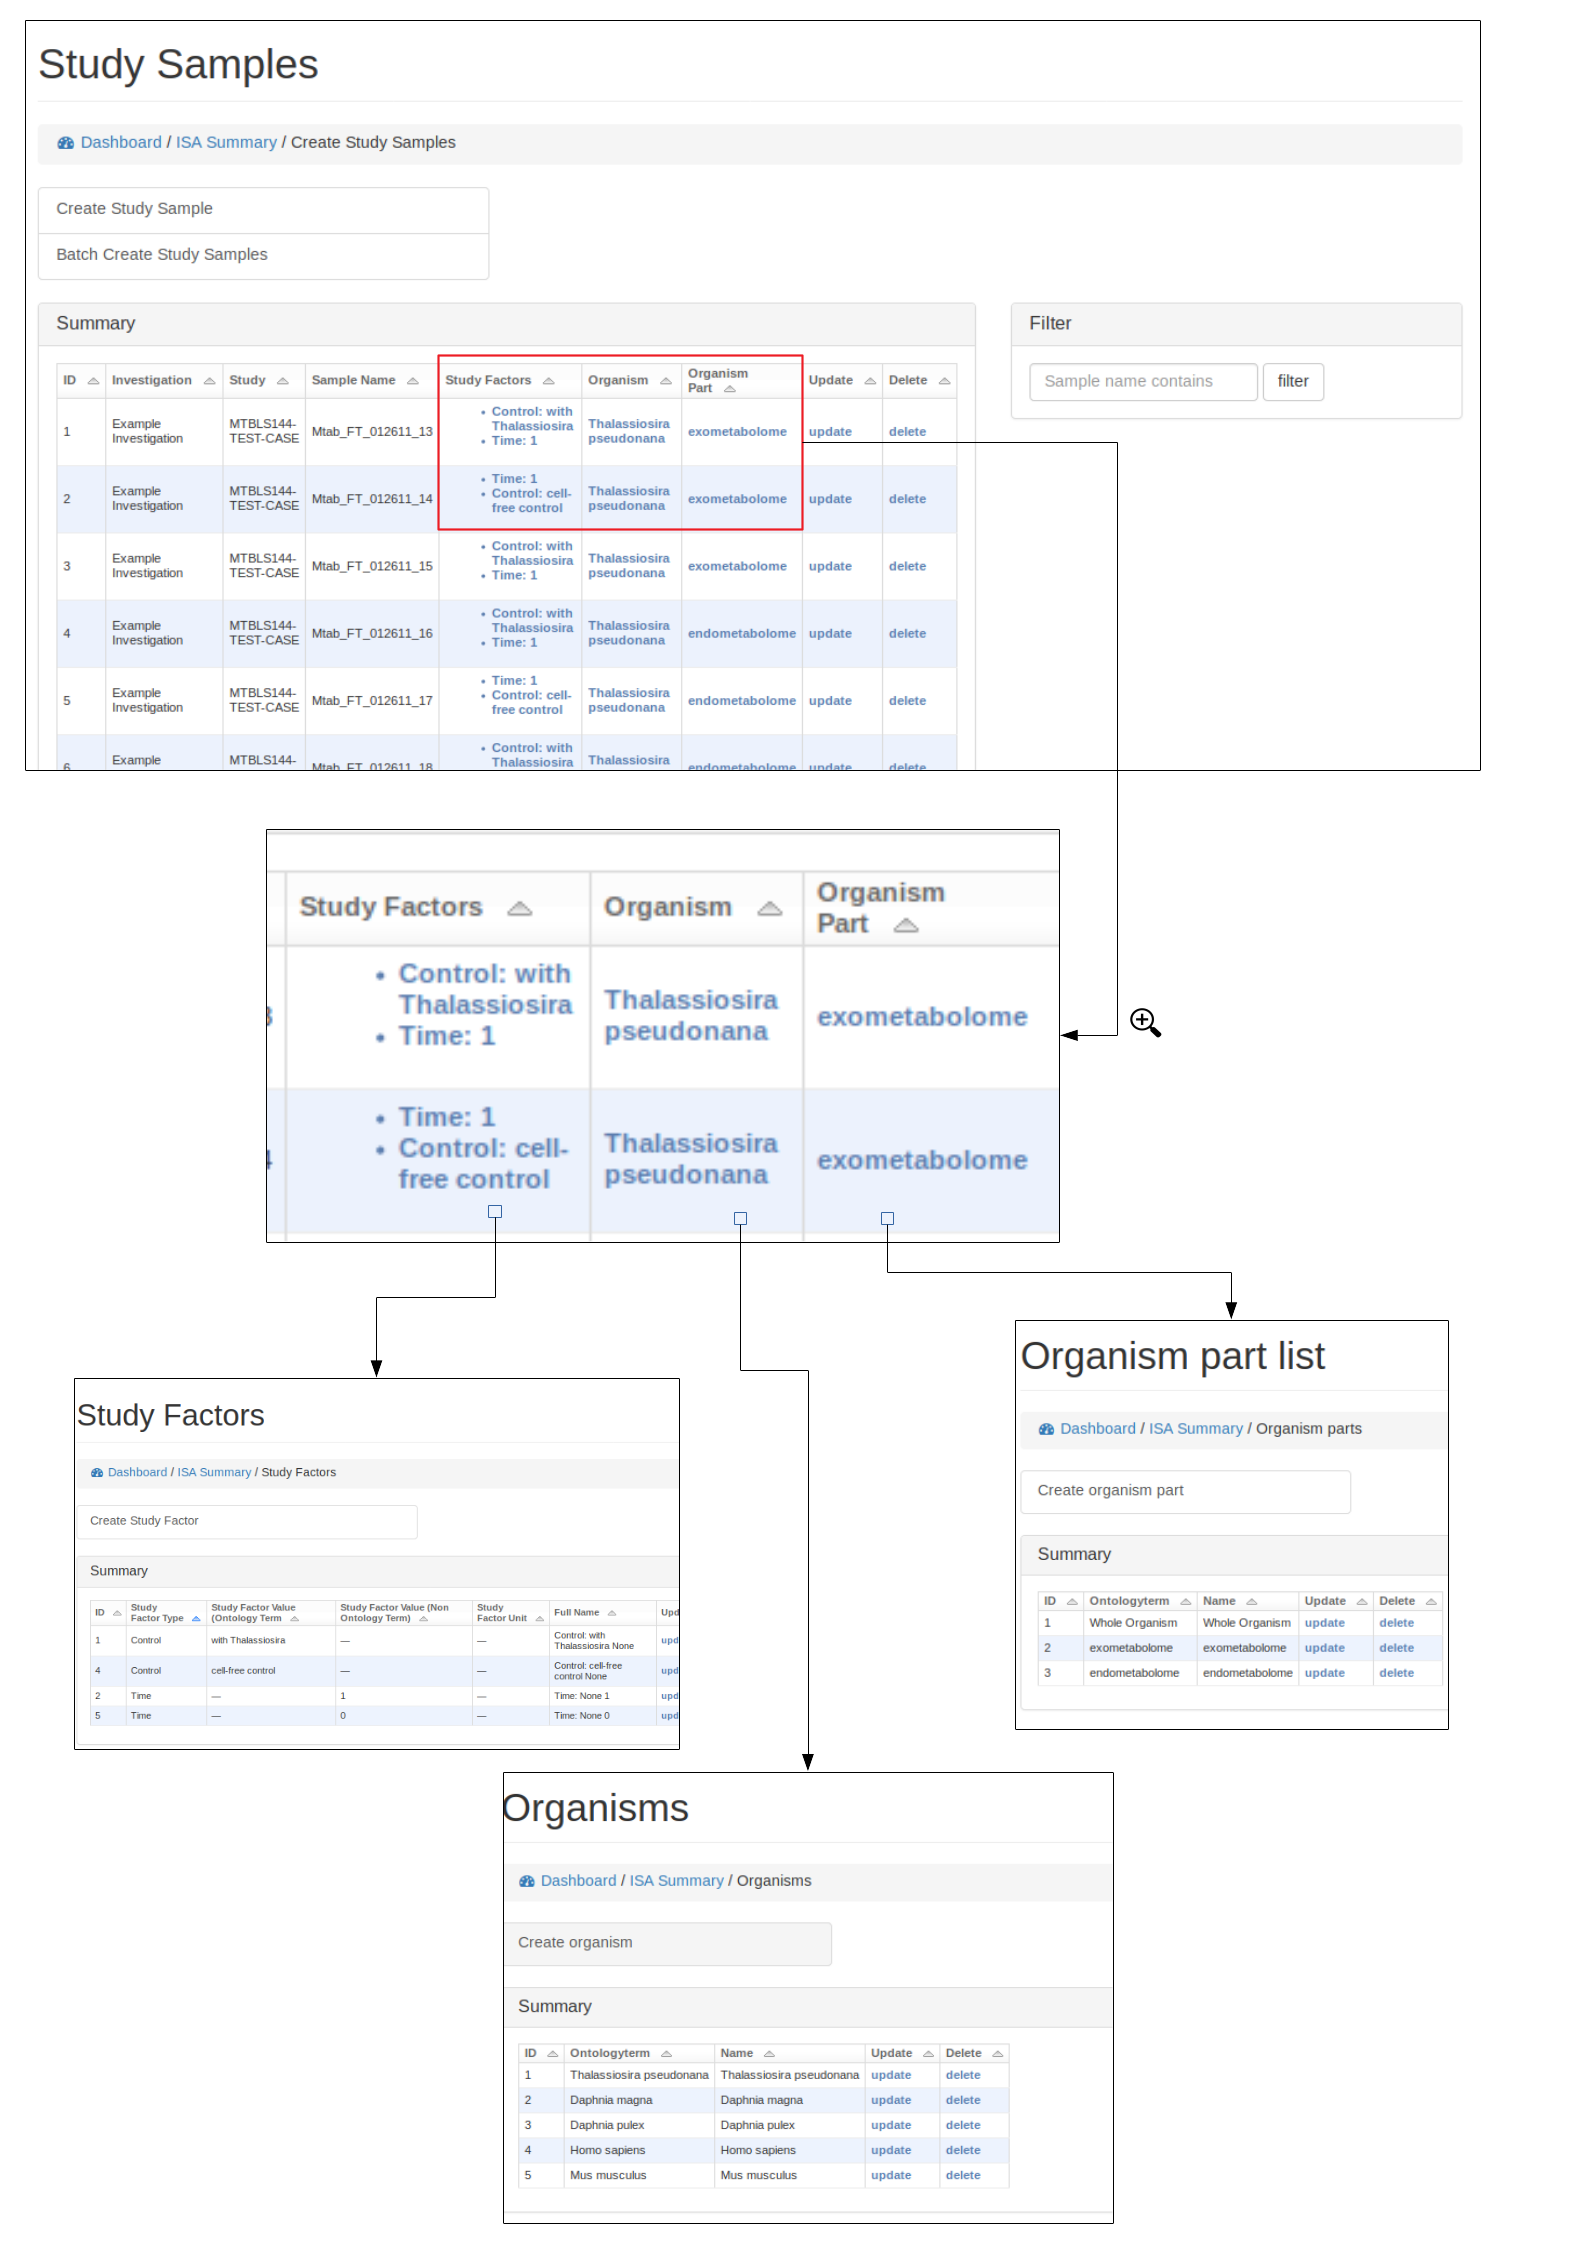 Study Samples
Dashboard / ISA Summary / Create Study Samples
Create Study Sample
Batch Create Study Samples
Summary
Filter
Sample name contains filter
ID Investigation Study Sample Name Study Factors Organism Organism Part Update Delete
1 Example Investigation MTBLS144-TEST-CASE Mtab_FT_012611_13 • Control: with Thalassiosira • Time: 1 Thalassiosira pseudonana exometabolome update delete
2 Example Investigation MTBLS144-TEST-CASE Mtab_FT_012611_14 • Time: 1 • Control: cell-free control Thalassiosira pseudonana exometabolome update delete
3 Example Investigation MTBLS144-TEST-CASE Mtab_FT_012611_15 • Control: with Thalassiosira • Time: 1 Thalassiosira pseudonana exometabolome update delete
4 Example Investigation MTBLS144-TEST-CASE Mtab_FT_012611_16 • Control: with Thalassiosira • Time: 1 Thalassiosira pseudonana endometabolome update delete
5 Example Investigation MTBLS144-TEST-CASE Mtab_FT_012611_17 • Time: 1 • Control: cell-free control Thalassiosira pseudonana endometabolome update delete
6 Example MTBLS144- Mtab_FT_012611_18 • Control: with Thalassiosira Thalassiosira endometabolome update delete
Study Factors Organism Organism
Part
• Control: with
Thalassiosira
• Time: 1
Thalassiosira
pseudonana
exometabolome
• Time: 1
• Control: cell-
free control
Thalassiosira
pseudonana
exometabolome
Study Factors
Dashboard / ISA Summary / Study Factors
Create Study Factor
Summary
ID Study Factor Type Study Factor Value (Ontology Term Study Factor Value (Non Ontology Term) Study Factor Unit Full Name Upd
1 Control with Thalassiosira — — Control: with Thalassiosira None upd
4 Control cell-free control — — Control: cell-free control None upd
2 Time — 1 — Time: None 1 upd
5 Time — 0 — Time: None 0 upd
Organism part list
Dashboard / ISA Summary / Organism parts
Create organism part
Summary
ID Ontologyterm Name Update Delete
1 Whole Organism Whole Organism update delete
2 exometabolome exometabolome update delete
3 endometabolome endometabolome update delete
Organisms
Dashboard / ISA Summary / Organisms
Create organism
Summary
ID Ontologyterm Name Update Delete
1 Thalassiosira pseudonana Thalassiosira pseudonana update delete
2 Daphnia magna Daphnia magna update delete
3 Daphnia pulex Daphnia pulex update delete
4 Homo sapiens Homo sapiens update delete
5 Mus musculus Mus musculus update delete